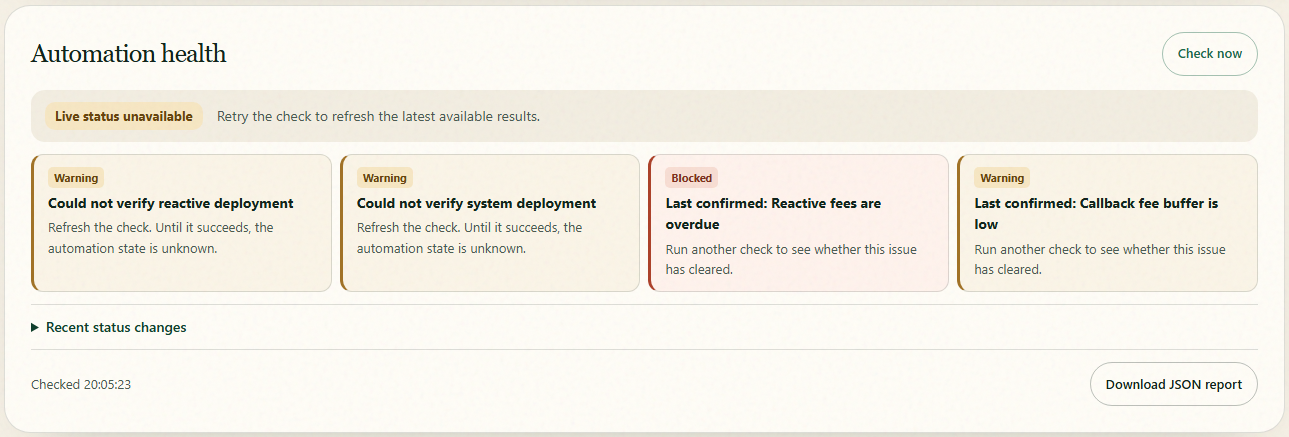 Automation health
Check now
Live status unavailable
Retry the check to refresh the latest available results.
Warning
Could not verify reactive deployment
Refresh the check. Until it succeeds, the
automation state is unknown.
Warning
Could not verify system deployment
Refresh the check. Until it succeeds, the
automation state is unknown.
Blocked
Last confirmed: Reactive fees are
overdue
Run another check to see whether this issue
has cleared.
Warning
Last confirmed: Callback fee buffer is
low
Run another check to see whether this issue
has cleared.
Recent status changes
Checked 20:05:23
Download JSON report